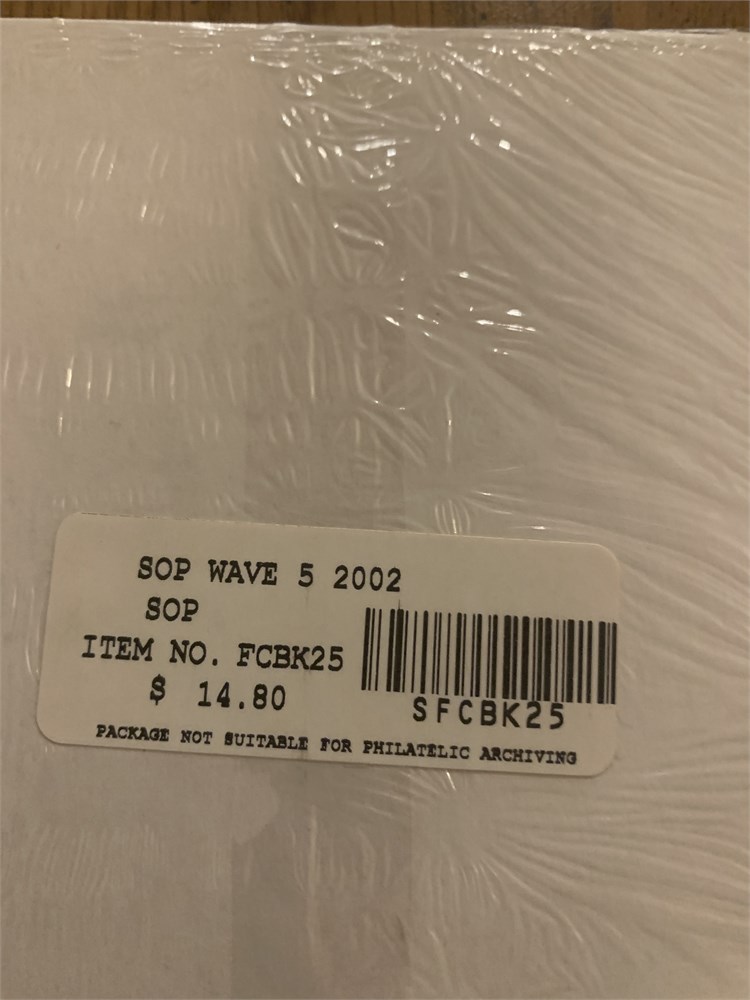 SOP WAVE 5 2002
SOP
ITEM NO. FCBK25
$ 14.80
SFCBK25
PACKAGE NOT SUITABLE FOR PHILATELIC ARCHIVING